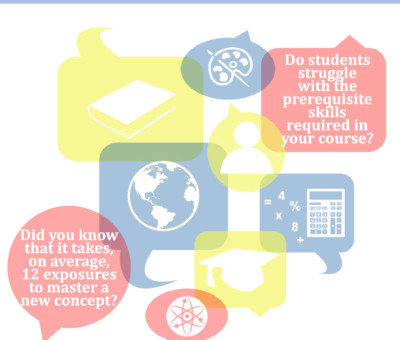 Do students
struggle
with the
prerequisite
skills
required in
your course?
= 4 %
x 8
+
Did you know
that it takes,
on average,
12 exposures
to master a
new concept?